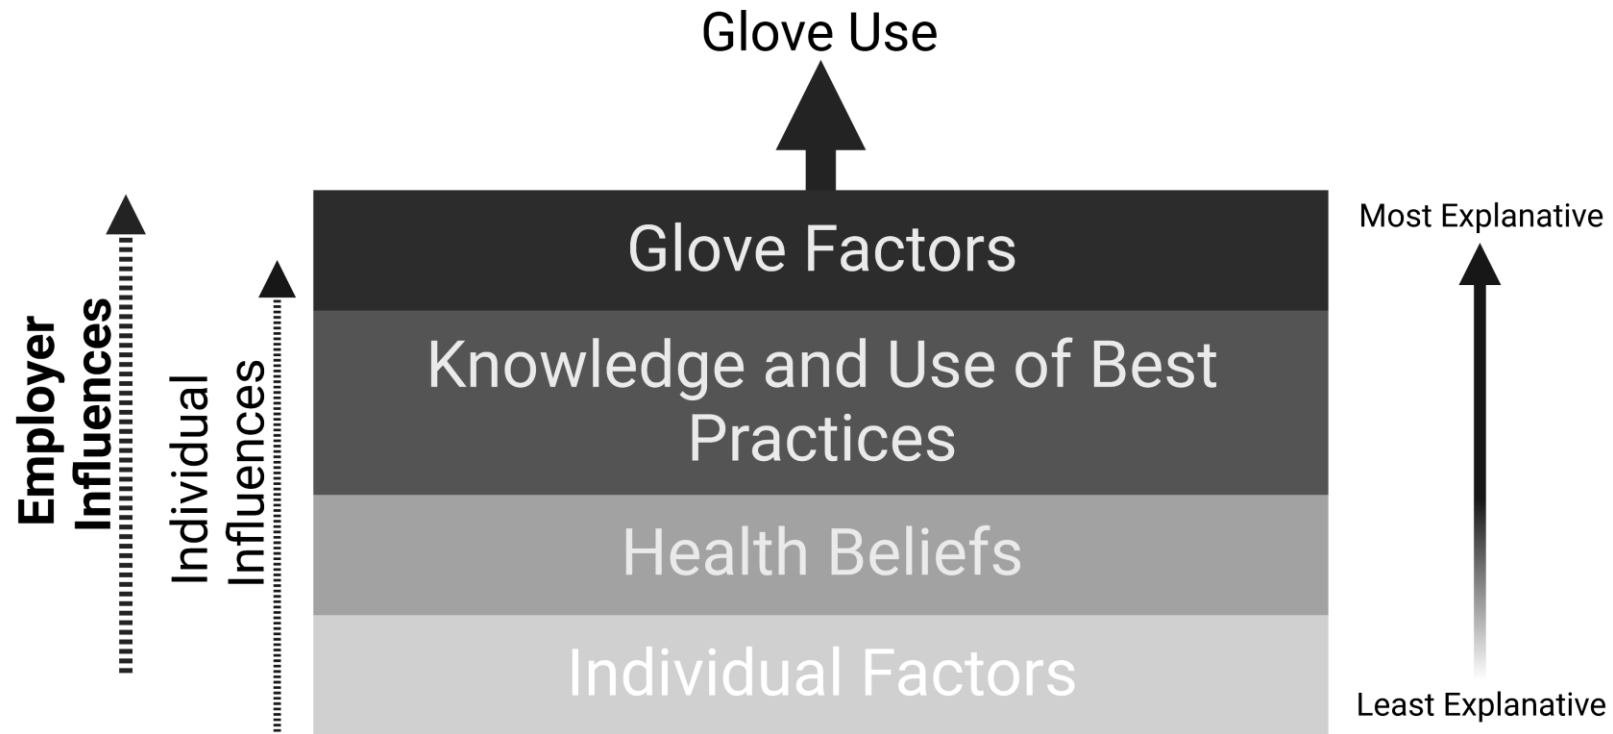 Glove Use
Employer
Influences
Individual
Influences
Glove Factors
Knowledge and Use of Best
Practices
Health Beliefs
Individual Factors
Most Explanative
Least Explanative